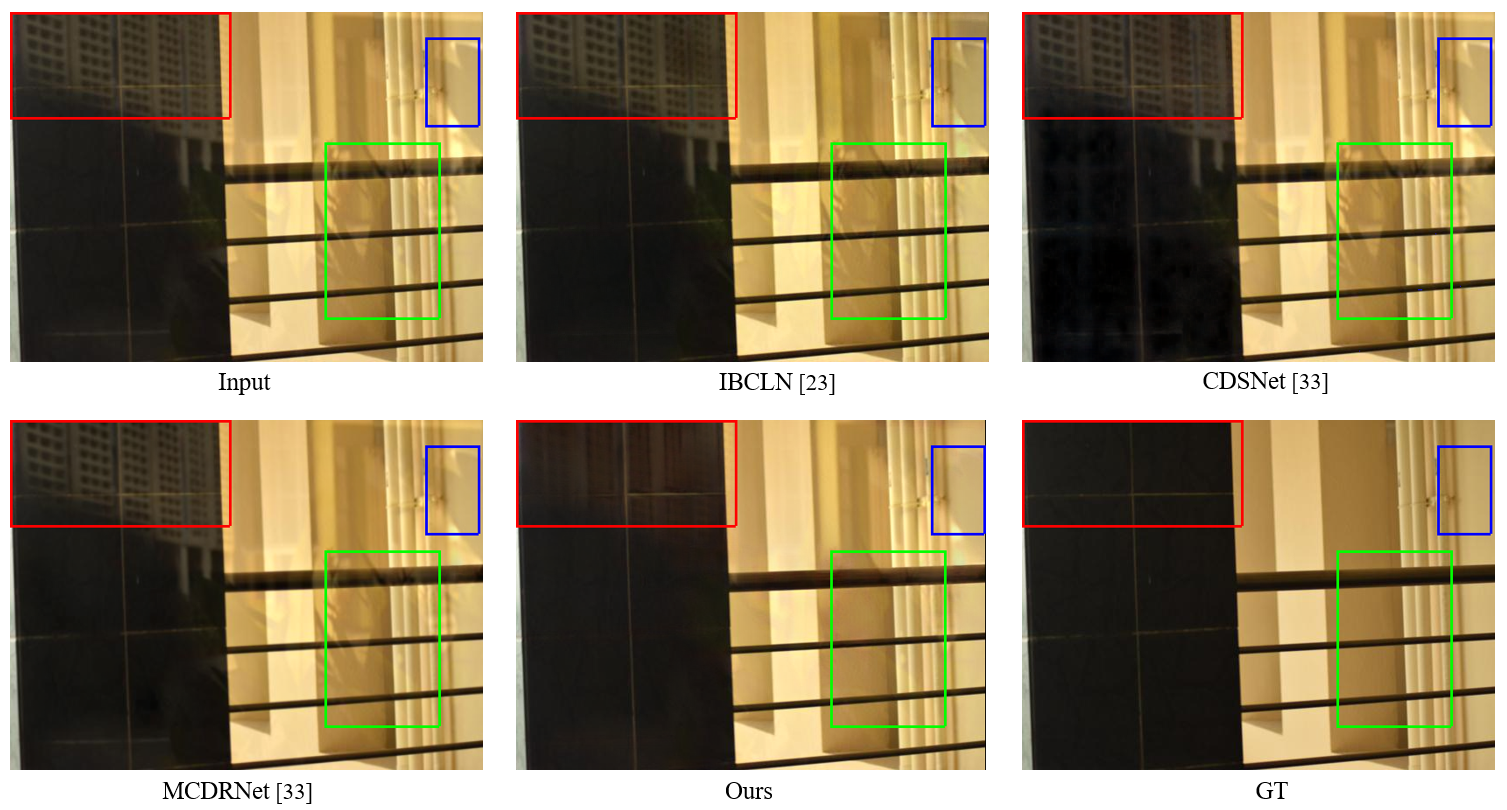 Input
IBCLN [23]
CDSNet [33]
MCDRNet [33]
Ours
GT